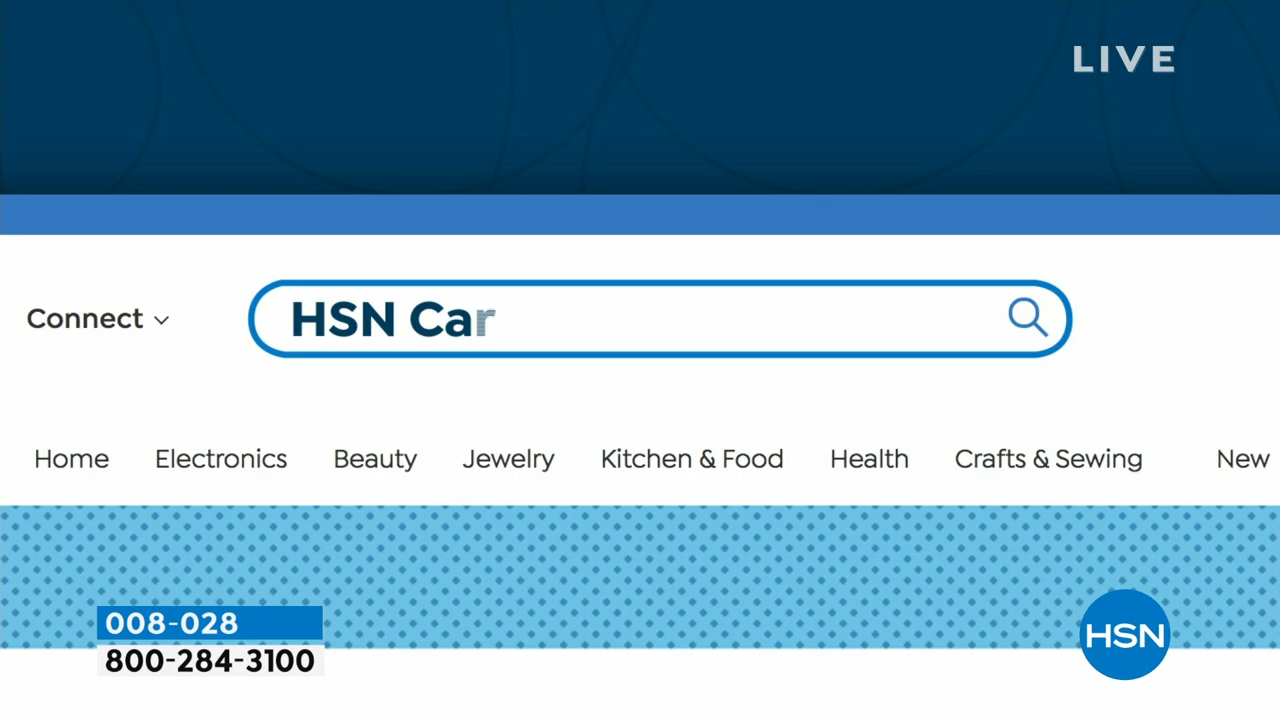 LIVE
Connect
HSN Car
Home Electronics Beauty Jewelry Kitchen & Food Health Crafts & Sewing New
008-028
800-284-3100
HSN